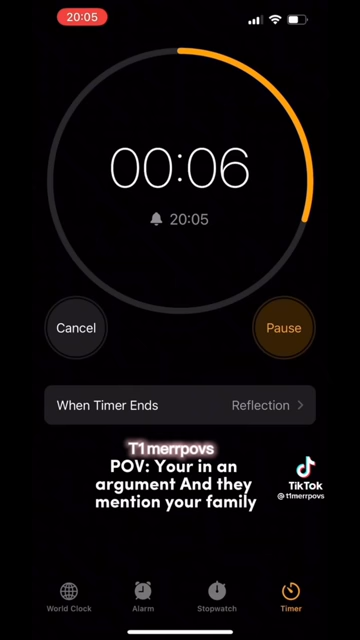 20:05
00:06
20:05
Cancel
Pause
When Timer Ends
Reflection
T1merrpovs
POV: Your in an
argument And they
mention your family
TikTok
@t1merrpovs
World Clock
Alarm
Stopwatch
Timer